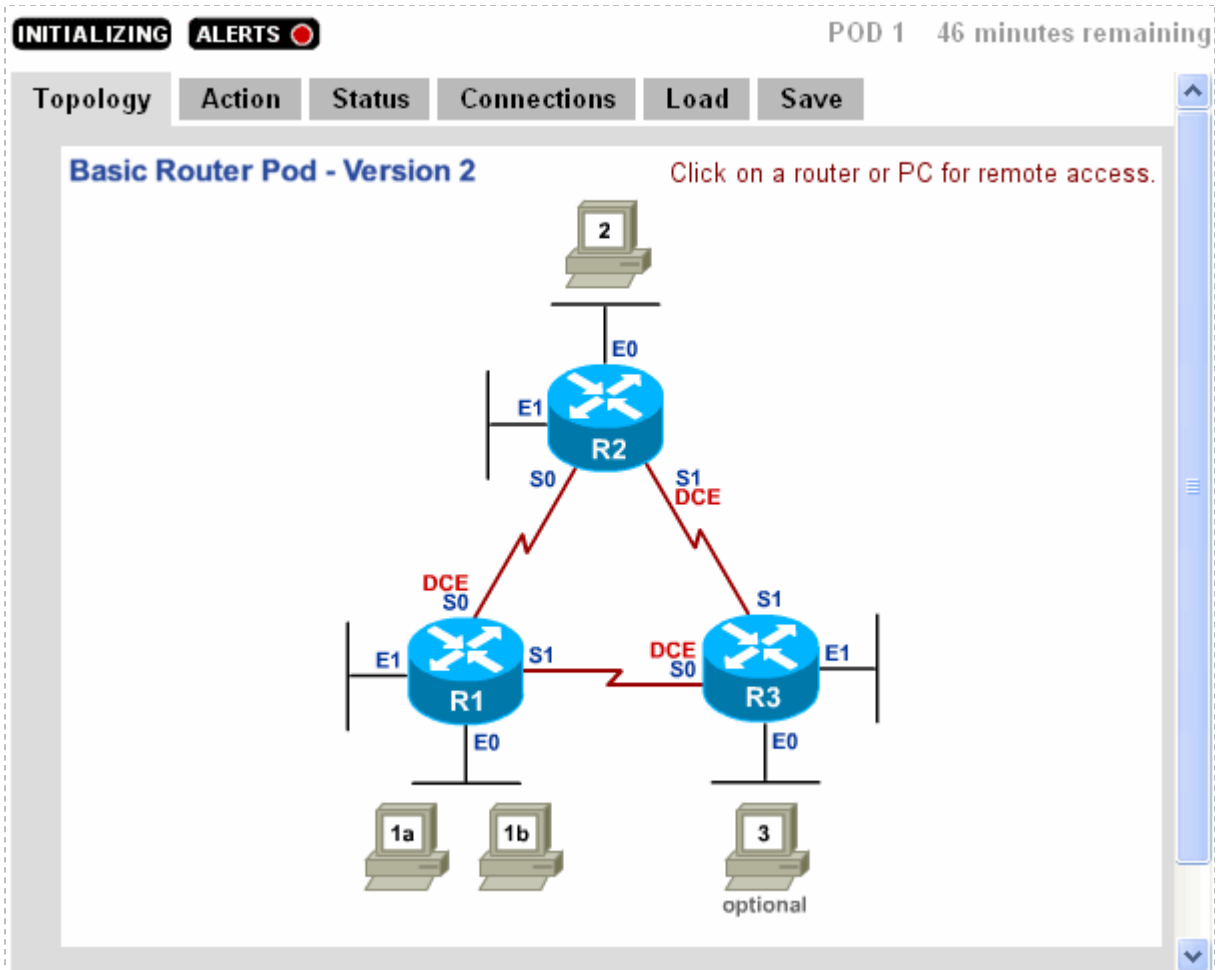 INITIALIZING ALERTS POD 1 46 minutes remaining
Topology Action Status Connections Load Save
Basic Router Pod - Version 2 Click on a router or PC for remote access.
2
E0
E1
R2
S0 S1
DCE
DCE
S0 S1
E1 S1 DCE E1
S0
R1 R3
E0 E0
1a 1b 3
optional